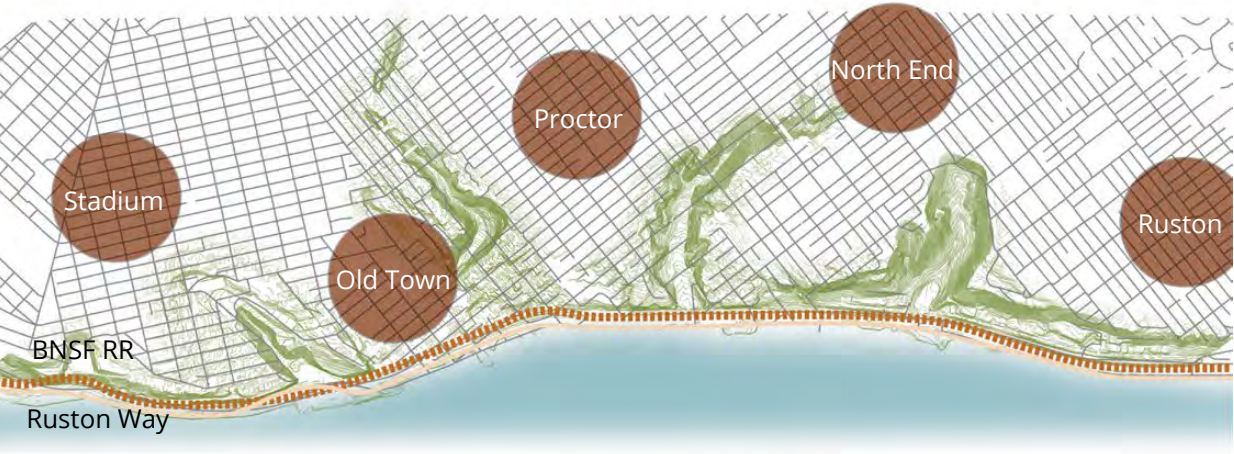 North End
Proctor
Stadium
Ruston
Old Town
BNSF RR
Ruston Way